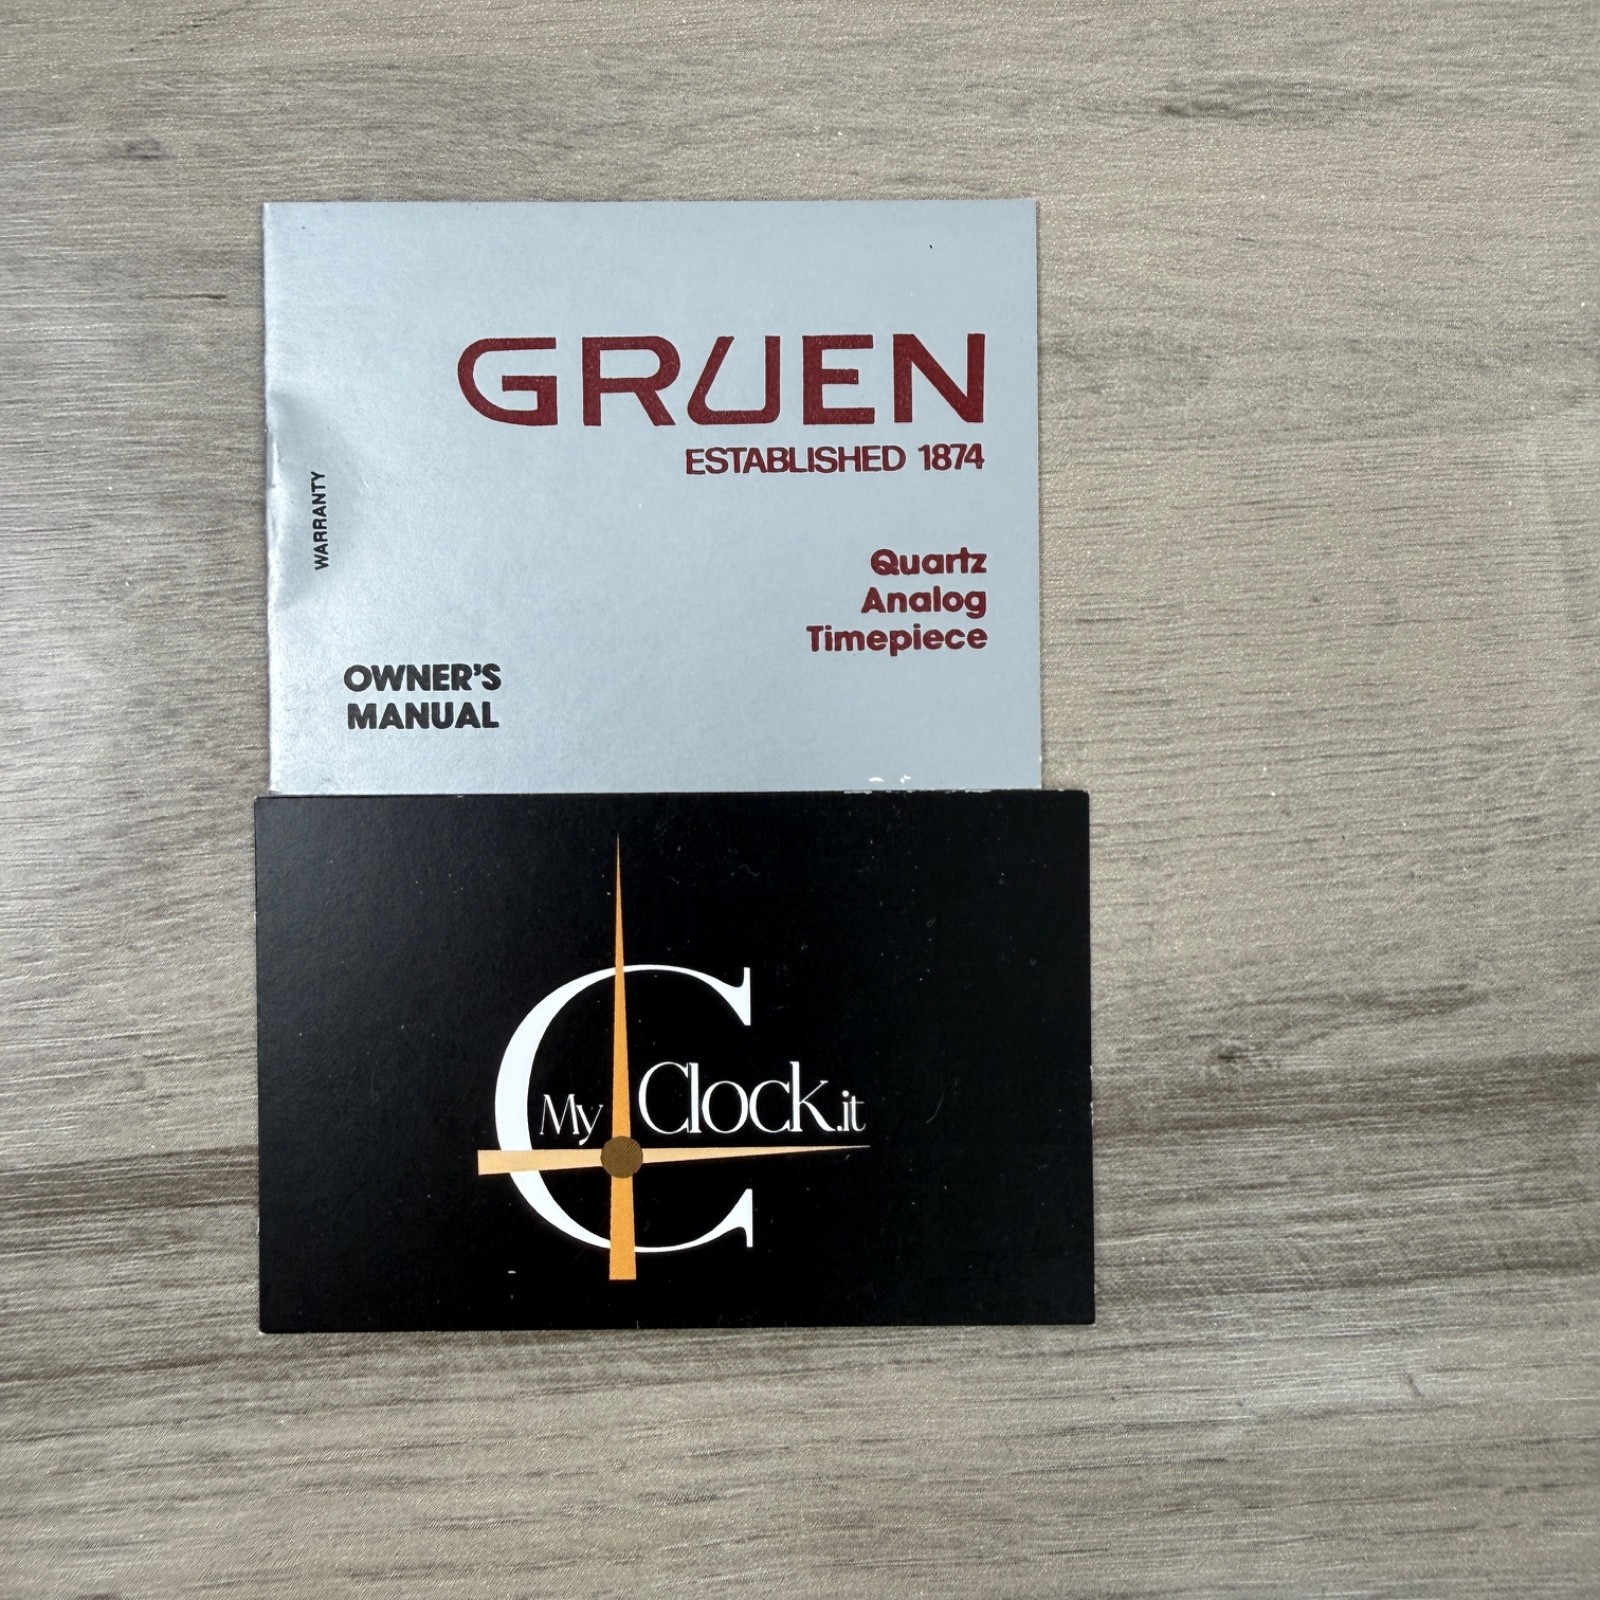 GRUEN
ESTABLISHED 1874
WARRANTY
Quartz
Analog
Timepiece
OWNER'S
MANUAL
My Clock.it